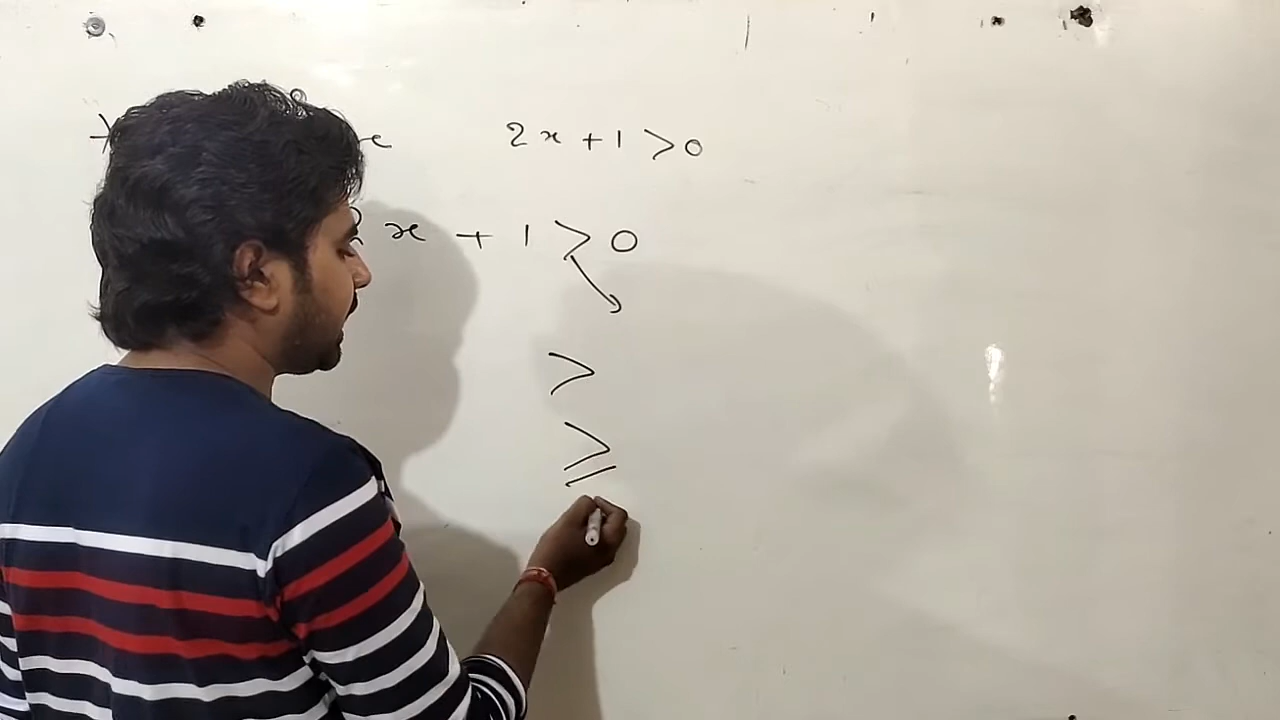 x 2x+1>0
x + 1 > 0
>
≥